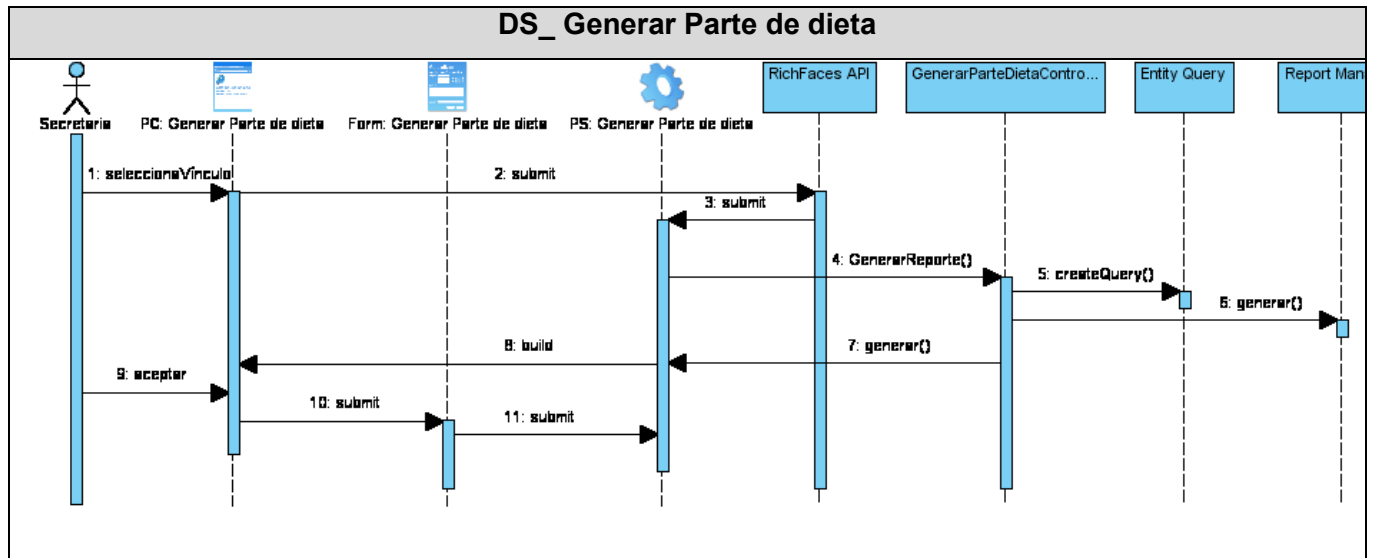 DS_ Generar Parte de dieta
RichFaces API
GenerarParteDietaContro...
Entity Query
Report Man
Secretaria
PC: Generar Parte de dieta
Form: Generar Parte de dieta
PS: Generar Parte de dieta
1: seleccionaVínculo
2: submit
3: submit
4: GenerarReporte()
5: createQuery()
6: generar()
7: generar()
8: build
9: aceptar
10: submit
11: submit